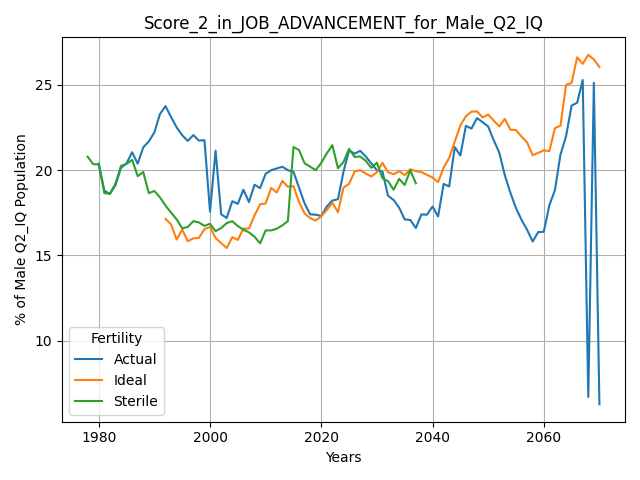 Score_2_in_JOB_ADVANCEMENT_for_Male_Q2_IQ
% of Male Q2_IQ Population
25
20
15
10
Fertility
Actual
Ideal
Sterile
1980
2000
2020
2040
2060
Years